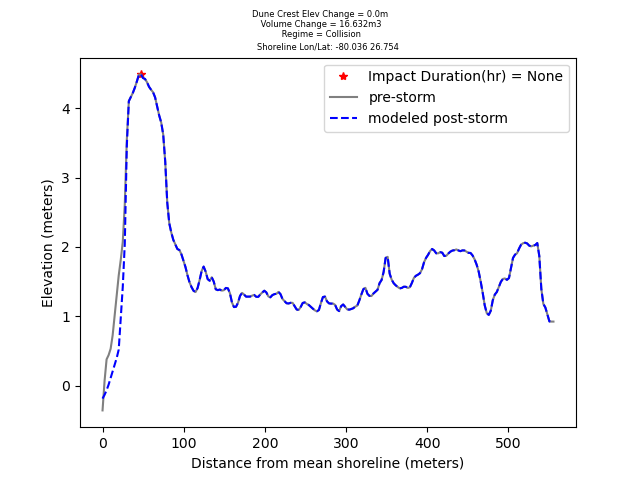 Dune Crest Elev Change = 0.0m
Volume Change = 16.632m3
Regime = Collision
Shoreline Lon/Lat: -80.036 26.754
Impact Duration(hr) = None
pre-storm
modeled post-storm
Elevation (meters)
4
3
2
1
0
0 100 200 300 400 500
Distance from mean shoreline (meters)